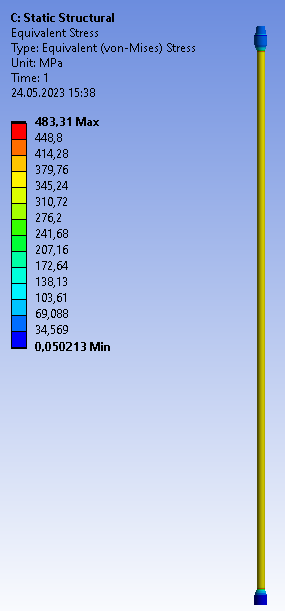 C: Static Structural
Equivalent Stress
Type: Equivalent (von-Mises) Stress
Unit: MPa
Time: 1
24.05.2023 15:38
483,31 Max
448,8
414,28
379,76
345,24
310,72
276,2
241,68
207,16
172,64
138,13
103,61
69,088
34,569
0,050213 Min